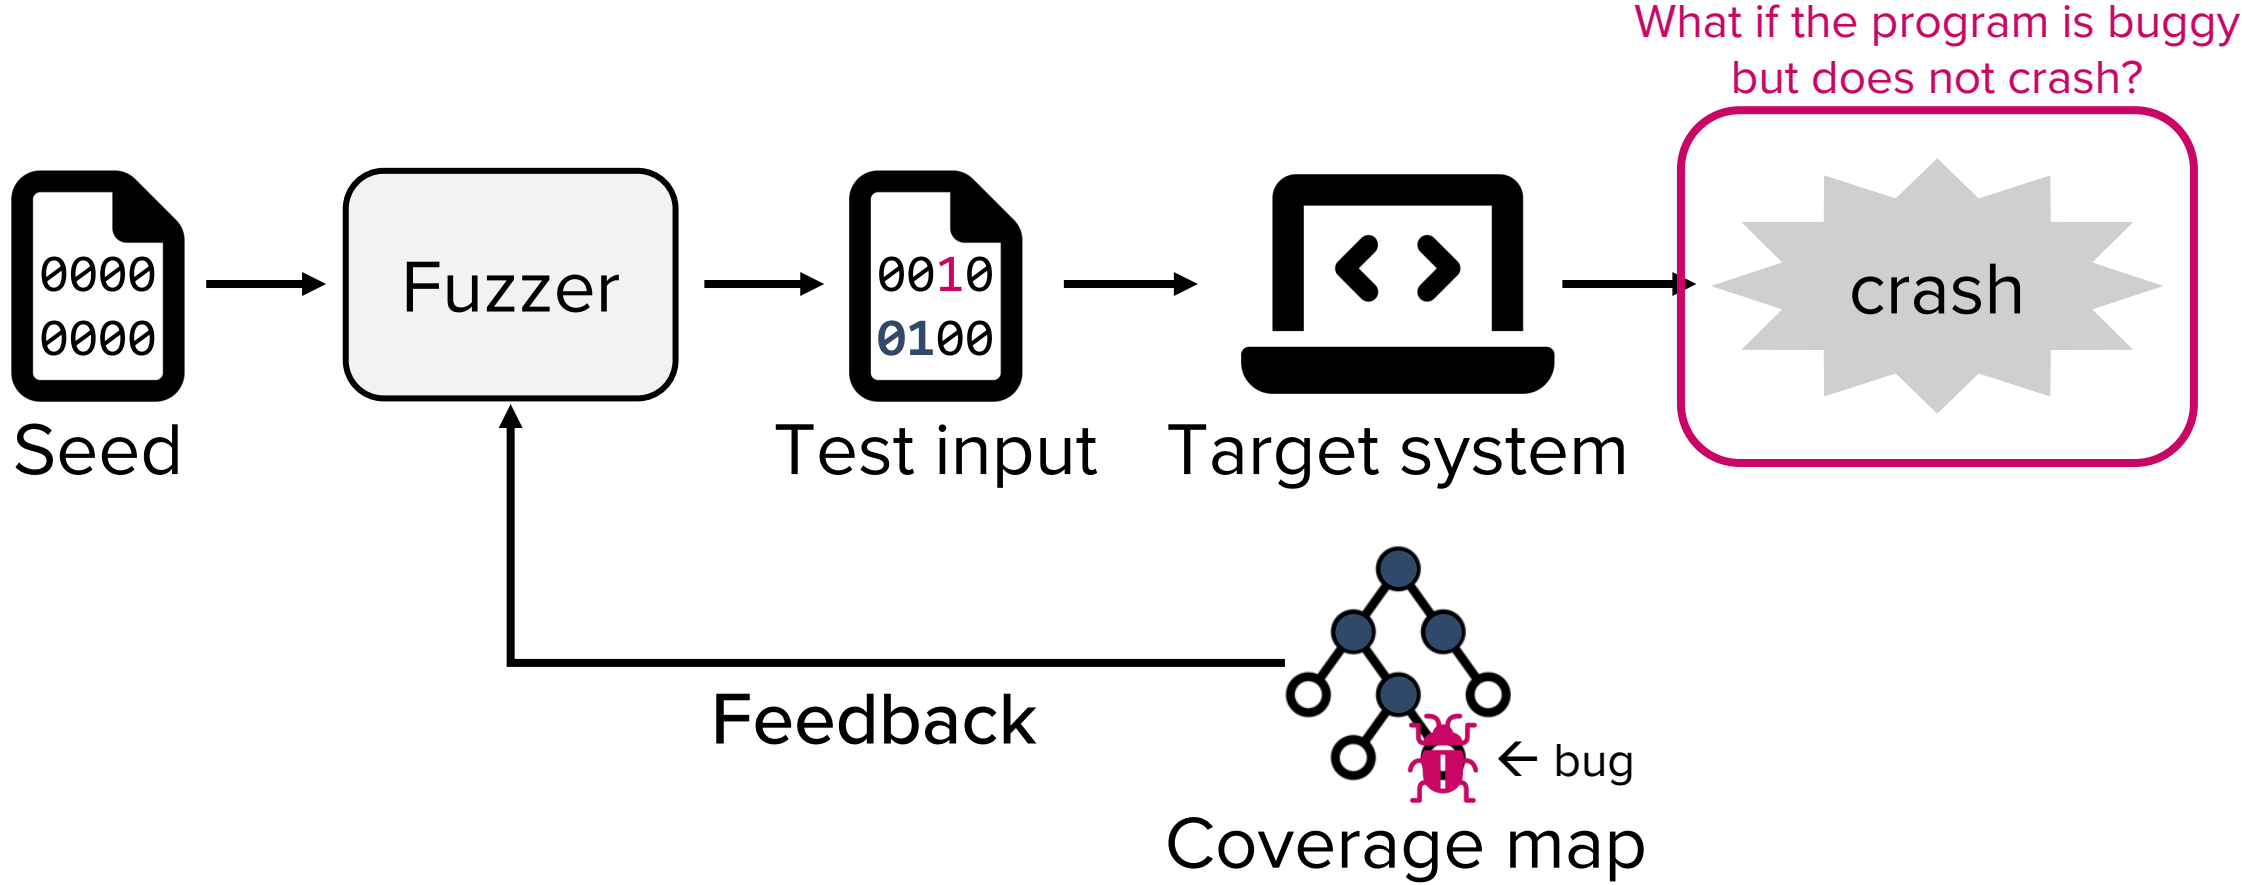 What if the program is buggy
but does not crash?
0000
0000
Seed
Fuzzer
0010
0100
Test input
Target system
crash
Feedback
← bug
Coverage map